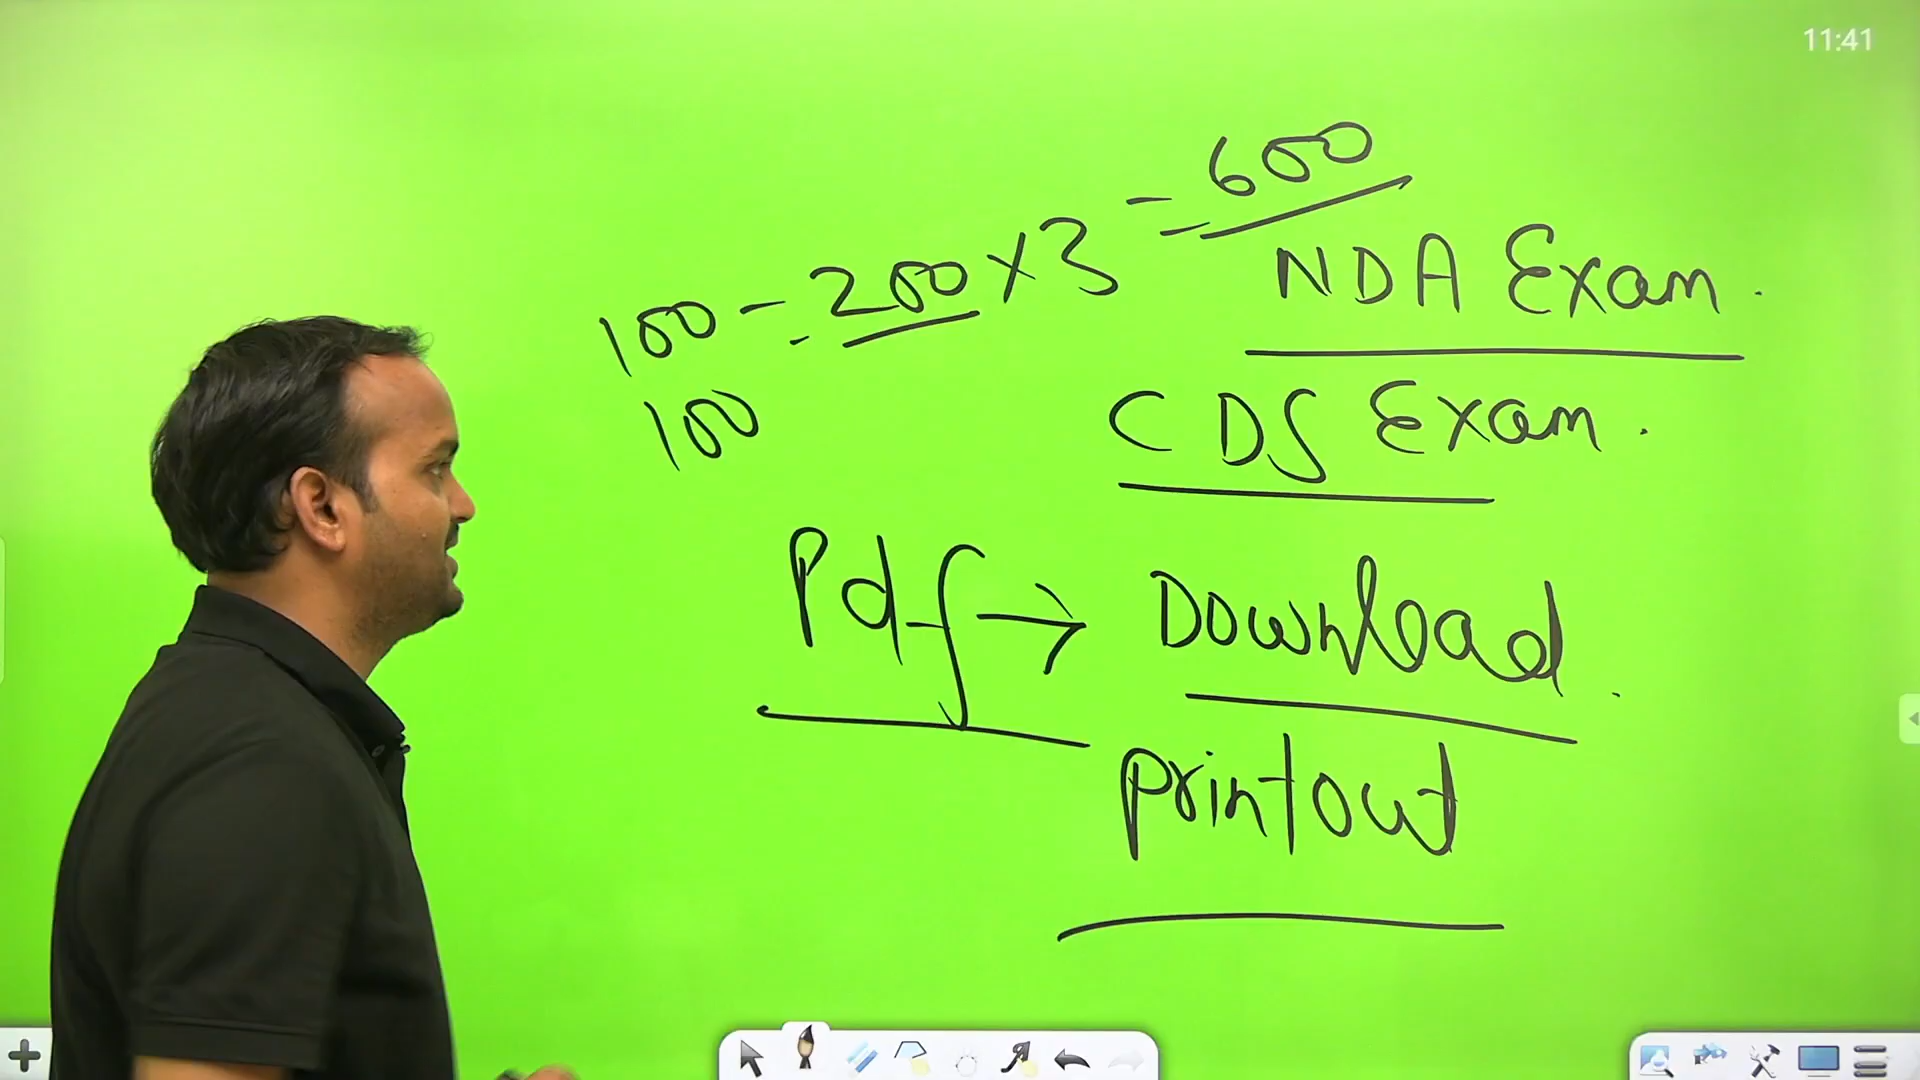 11:41
100 = 200 x 3 = 600
100
NDA Exam.
CDS Exam.
Pdf → Download.
printout